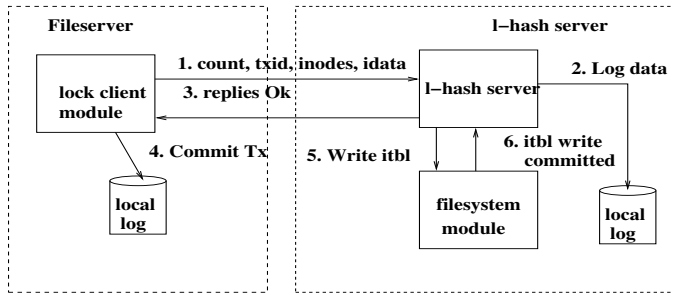 Fileserver
l-hash server
1. count, txid, inodes, idata
2. Log data
lock client
module
3. replies Ok
l-hash server
4. Commit Tx
5. Write itbl
6. itbl write
committed
local
log
filesystem
module
local
log